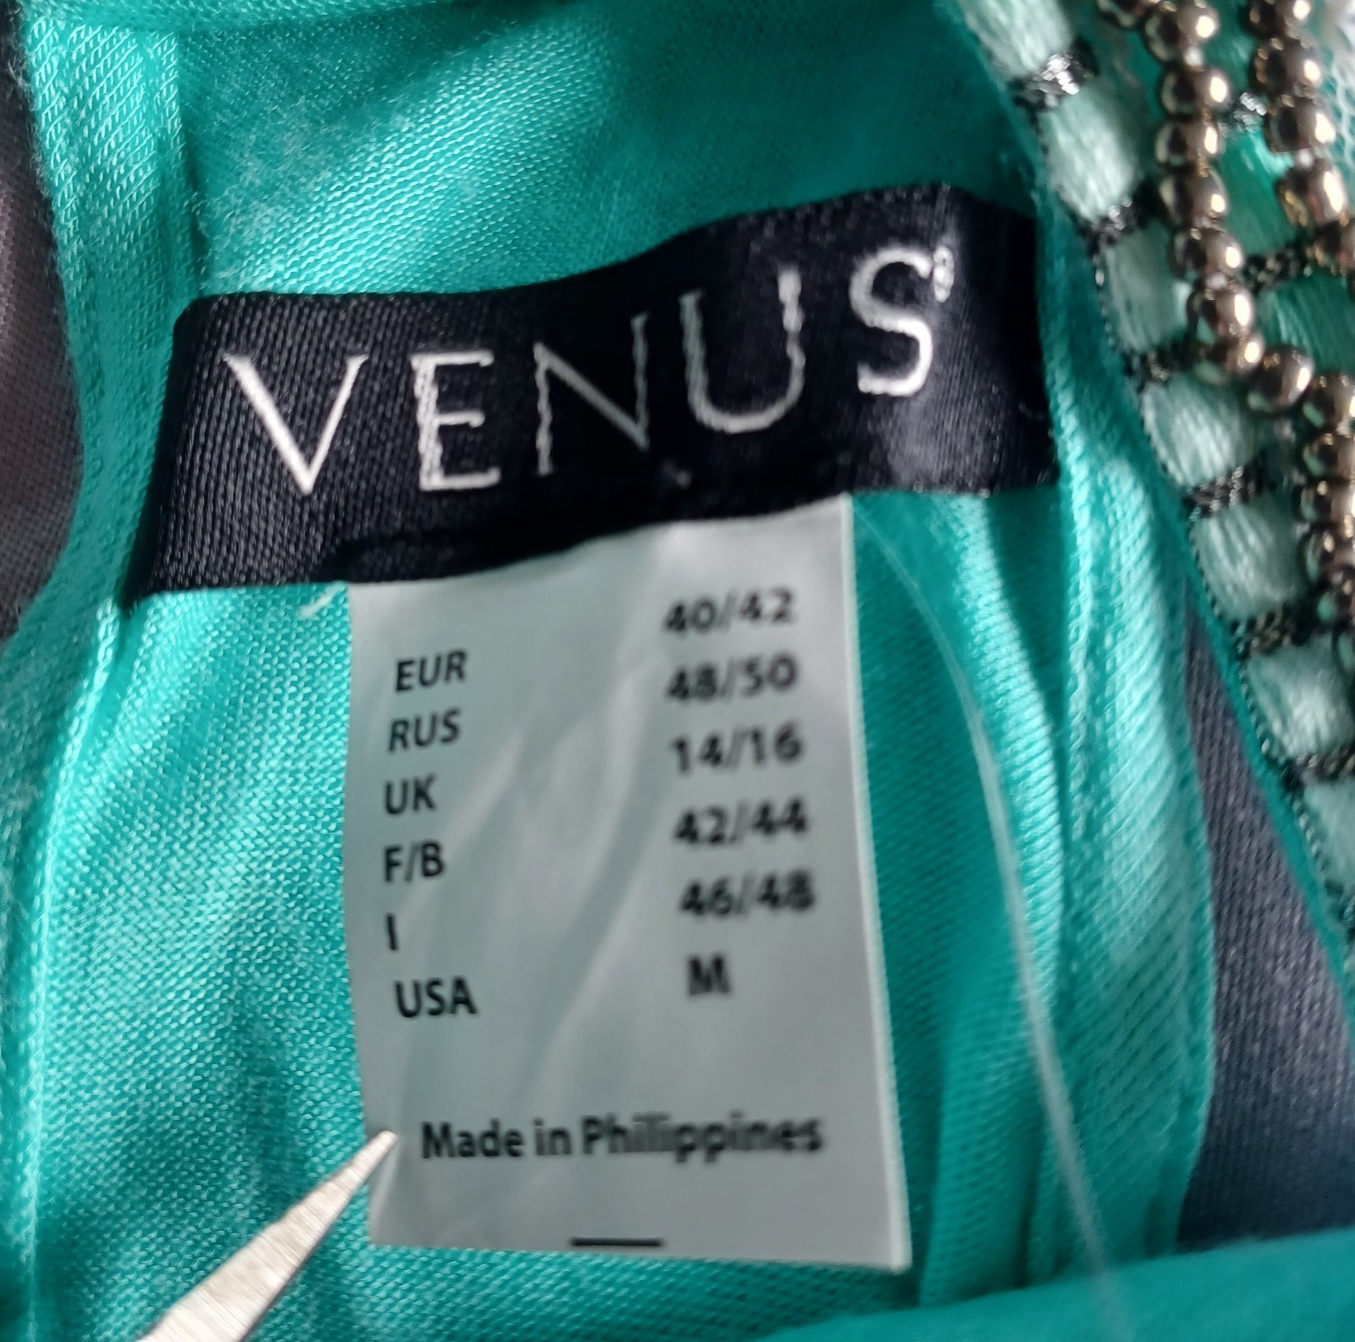 VENUS®
EUR 40/42
RUS 48/50
UK 14/16
F/B 42/44
I 46/48
USA M
Made in Phillippines